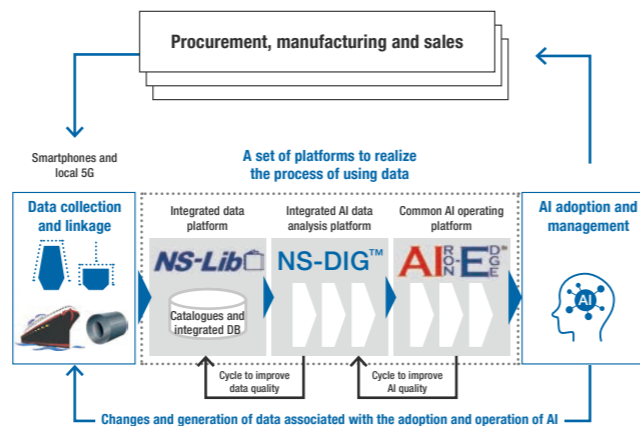 Procurement, manufacturing and sales
Smartphones and
local 5G
A set of platforms to realize
the process of using data
Data collection
and linkage
Integrated data
platform
Integrated AI data
analysis platform
Common AI operating
platform
AI adoption and
management
NS-Lib
NS-DIG™
AIRON-EDGE™
Catalogues and
integrated DB
AI
Cycle to improve
data quality
Cycle to improve
AI quality
Changes and generation of data associated with the adoption and operation of AI